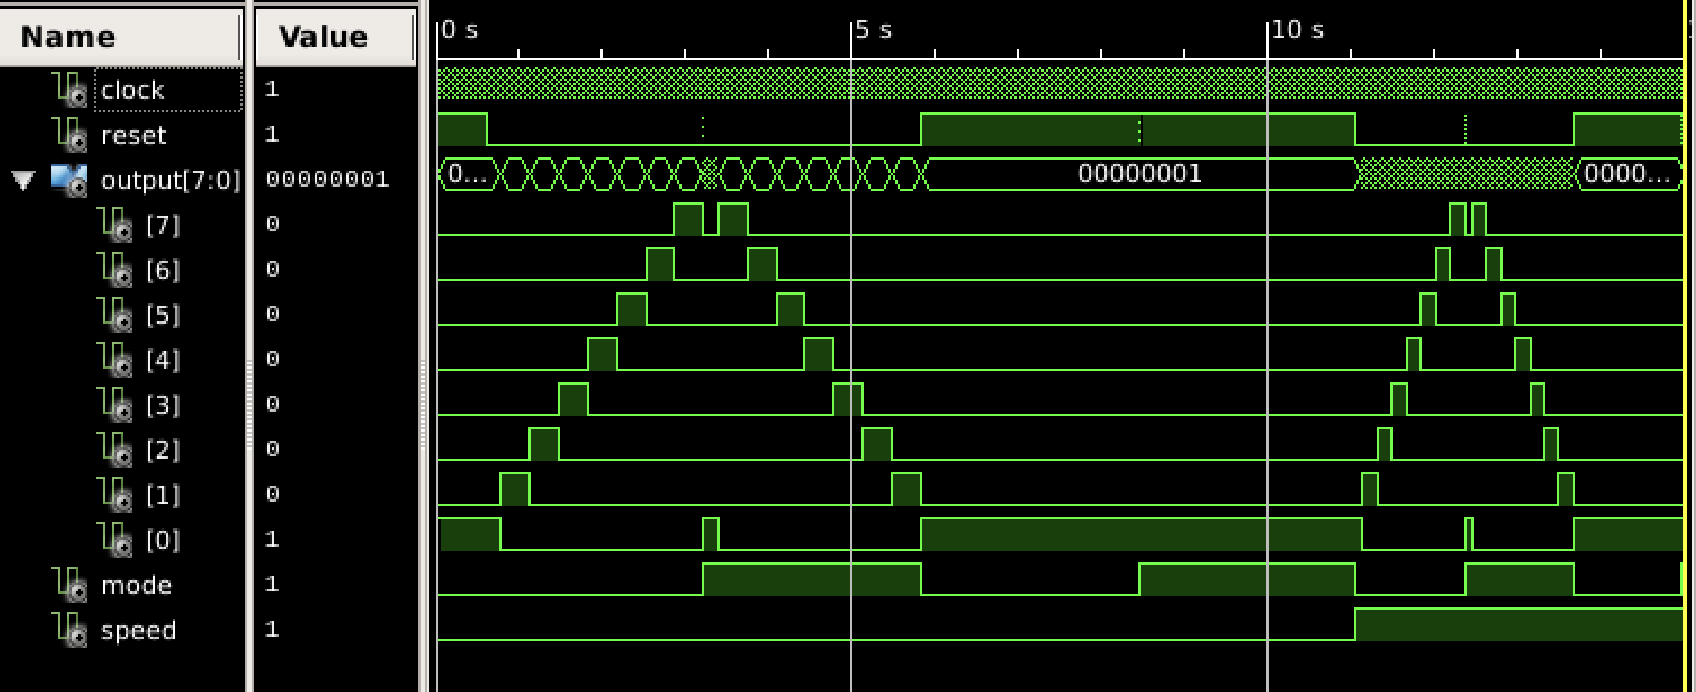 Name Value 0 s 5 s 10 s
clock 1
reset 1
output[7:0] 00000001 0... 00000001 0000...
[7] 0
[6] 0
[5] 0
[4] 0
[3] 0
[2] 0
[1] 0
[0] 1
mode 1
speed 1